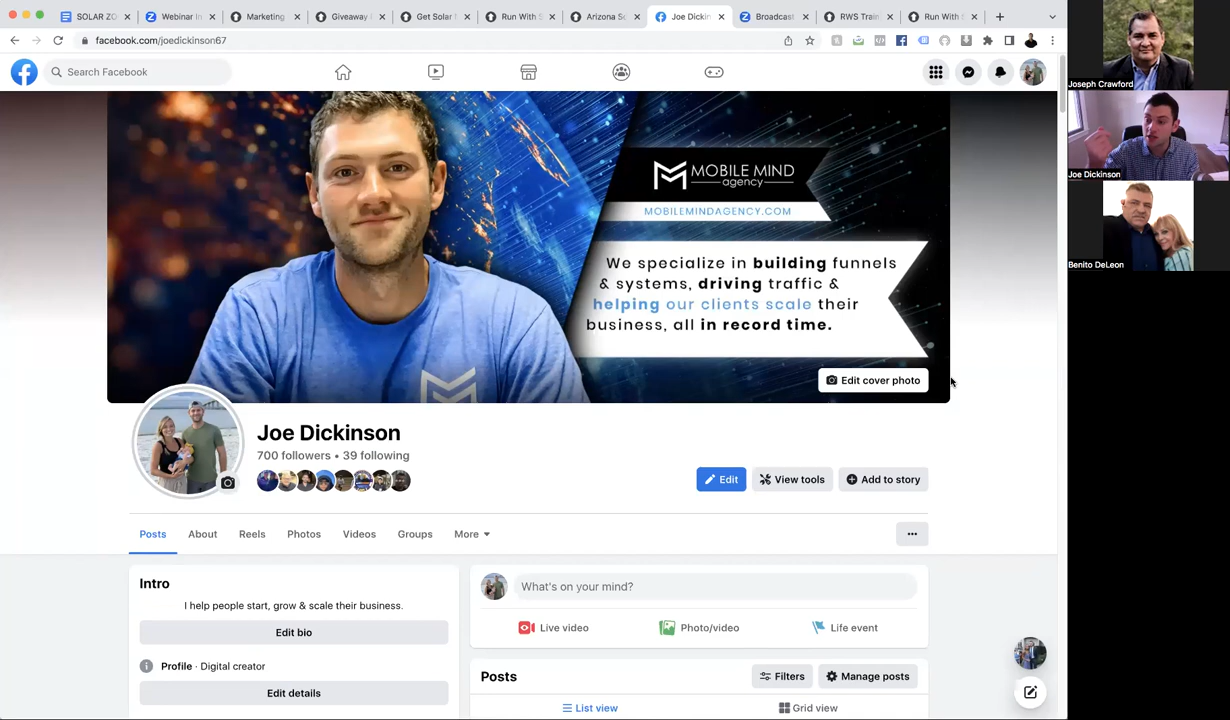 SOLAR ZO
Webinar In
Marketing
Giveaway F
Get Solar
Run With S
Arizona So
Joe Dickin
Broadcast
RWS Train
Run With
facebook.com/joedickinson67
Search Facebook
MOBILE MIND
agency
MOBILEMINDAGENCY.COM
We specialize in building funnels
& systems, driving traffic &
helping our clients scale their
business, all in record time.
Edit cover photo
Joe Dickinson
700 followers • 39 following
Edit
View tools
Add to story
Posts
About
Reels
Photos
Videos
Groups
More
Intro
I help people start, grow & scale their business.
Edit bio
Profile · Digital creator
Edit details
What's on your mind?
Live video
Photo/video
Life event
Posts
Filters
Manage posts
List view
Grid view
Joseph Crawford
Joe Dickinson
Benito DeLeon